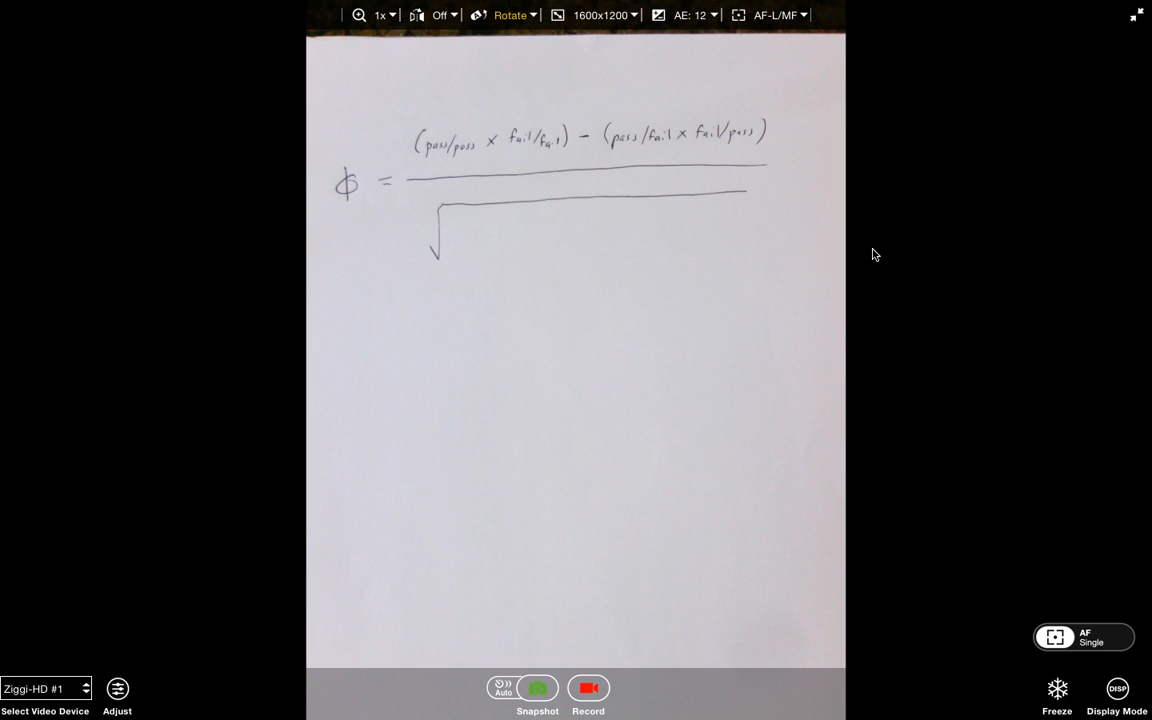 1x Off Rotate 1600x1200 AE: 12 AF-L/MF
(pass/pass × fail/fail) − (pass/fail × fail/pass)
ϕ =
√
AF
Single
Ziggi-HD #1
Auto
Select Video Device Adjust Snapshot Record Freeze DISP Display Mode